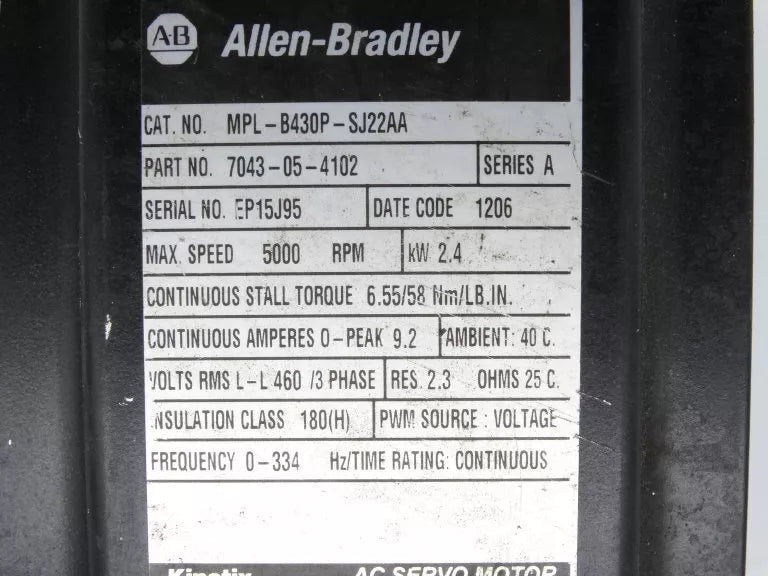 A-B Allen-Bradley
CAT. NO. MPL-B430P-SJ22AA
PART NO. 7043-05-4102 SERIES A
SERIAL NO. EP15J95 DATE CODE 1206
MAX. SPEED 5000 RPM kW 2.4
CONTINUOUS STALL TORQUE 6.55/58 Nm/LB.IN.
CONTINUOUS AMPERES 0-PEAK 9.2 AMBIENT: 40 C.
VOLTS RMS L-L 460 /3 PHASE RES. 2.3 OHMS 25 C.
INSULATION CLASS 180(H) PWM SOURCE : VOLTAGE
FREQUENCY 0-334 Hz/TIME RATING: CONTINUOUS
Kinetix AC SERVO MOTOR